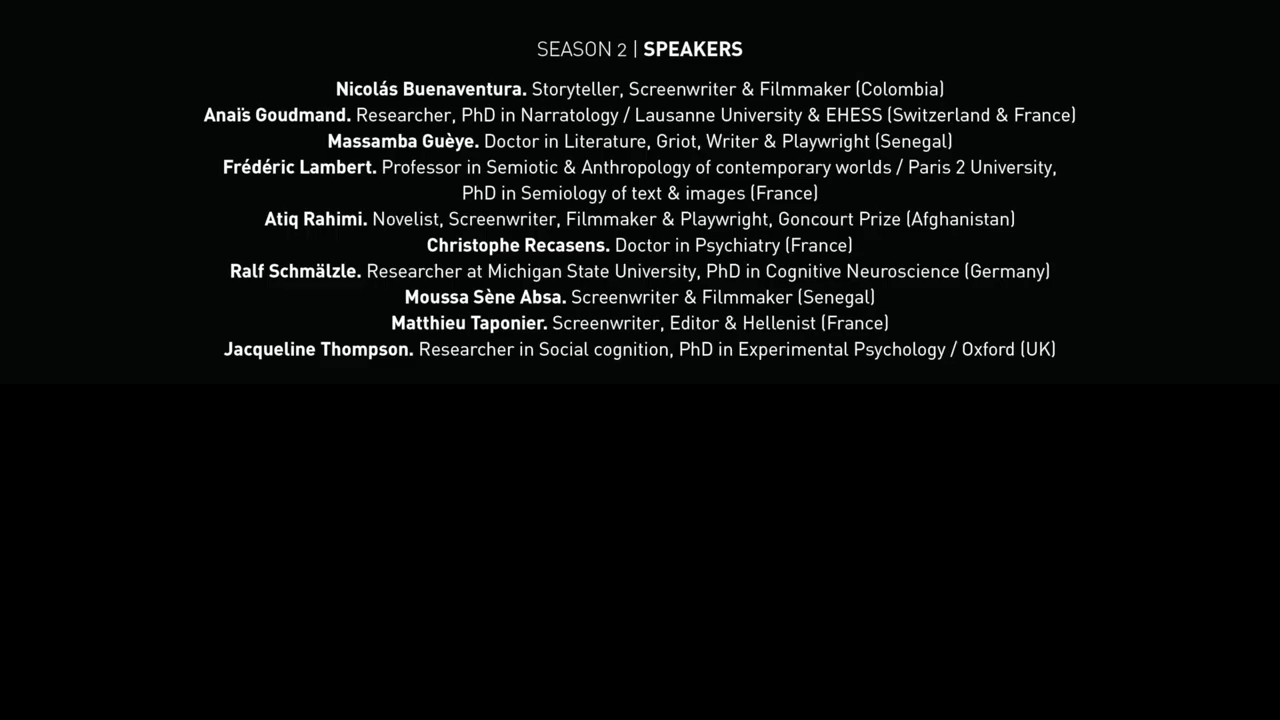 SEASON 2 | SPEAKERS
Nicolás Buenaventura. Storyteller, Screenwriter & Filmmaker (Colombia)
Anaïs Goudmand. Researcher, PhD in Narratology / Lausanne University & EHESS (Switzerland & France)
Massamba Guèye. Doctor in Literature, Griot, Writer & Playwright (Senegal)
Frédéric Lambert. Professor in Semiotic & Anthropology of contemporary worlds / Paris 2 University,
PhD in Semiology of text & images (France)
Atiq Rahimi. Novelist, Screenwriter, Filmmaker & Playwright, Goncourt Prize (Afghanistan)
Christophe Recasens. Doctor in Psychiatry (France)
Ralf Schmälzle. Researcher at Michigan State University, PhD in Cognitive Neuroscience (Germany)
Moussa Sène Absa. Screenwriter & Filmmaker (Senegal)
Matthieu Taponier. Screenwriter, Editor & Hellenist (France)
Jacqueline Thompson. Researcher in Social cognition, PhD in Experimental Psychology / Oxford (UK)